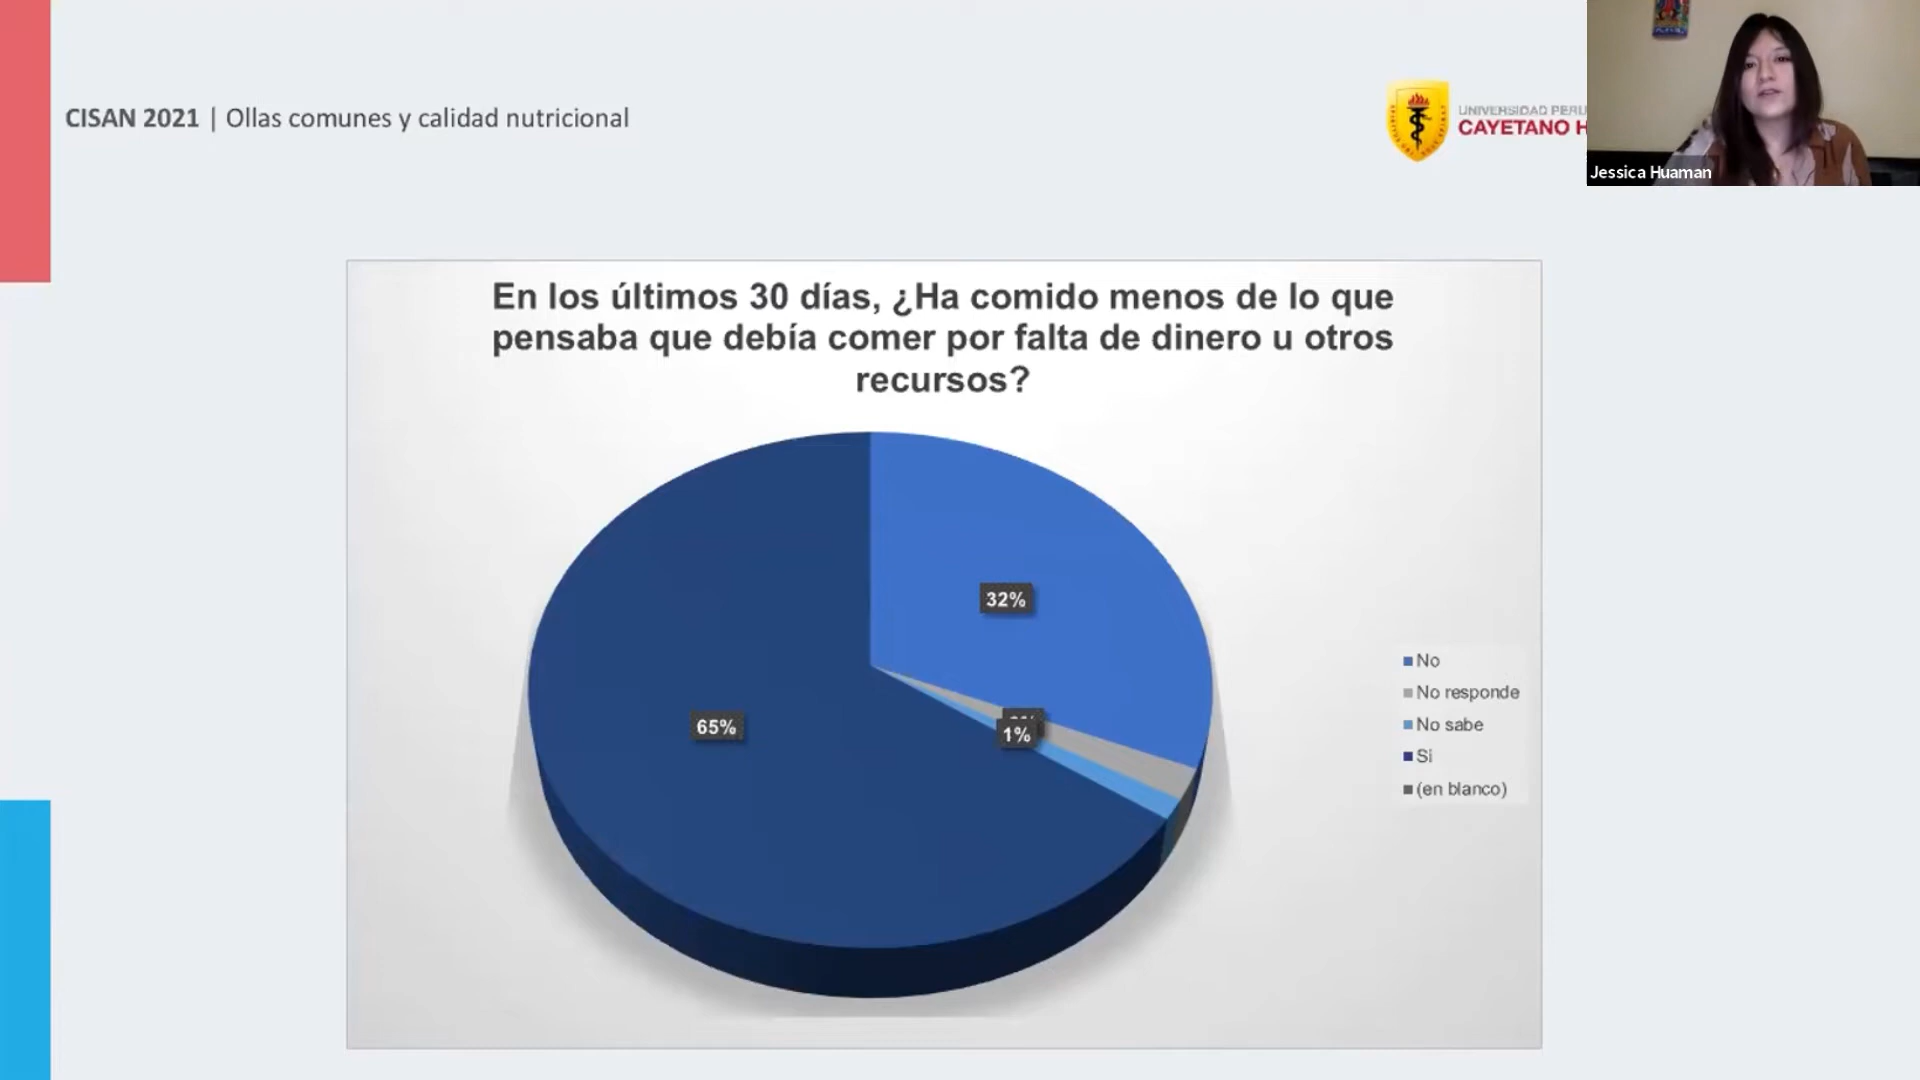 CISAN 2021 | Ollas comunes y calidad nutricional
UNIVERSIDAD
CAYETANO
Jessica Huaman
En los últimos 30 días, ¿Ha comido menos de lo que
pensaba que debía comer por falta de dinero u otros
recursos?
32%
65%
1%
No
No responde
No sabe
Si
(en blanco)